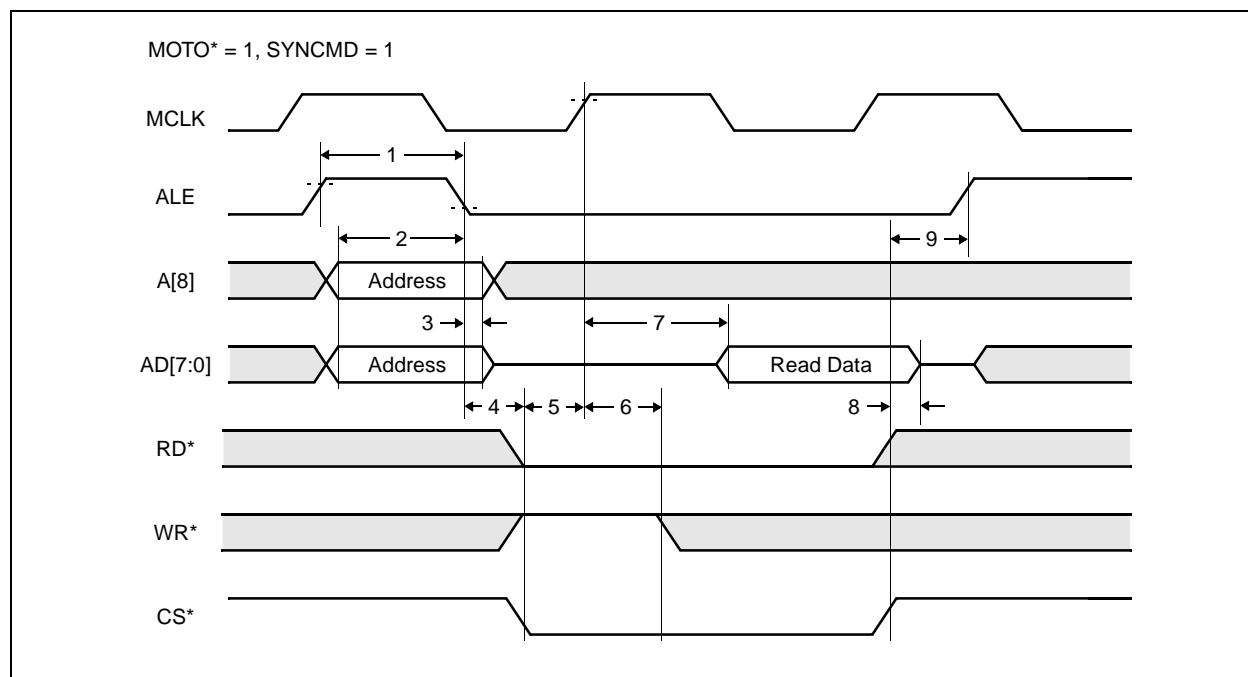 MOTO* = 1, SYNCMD = 1
MCLK
1
ALE
2
9
A[8]
Address
3
7
AD[7:0]
Address
Read Data
4
5
6
8
RD*
WR*
CS*